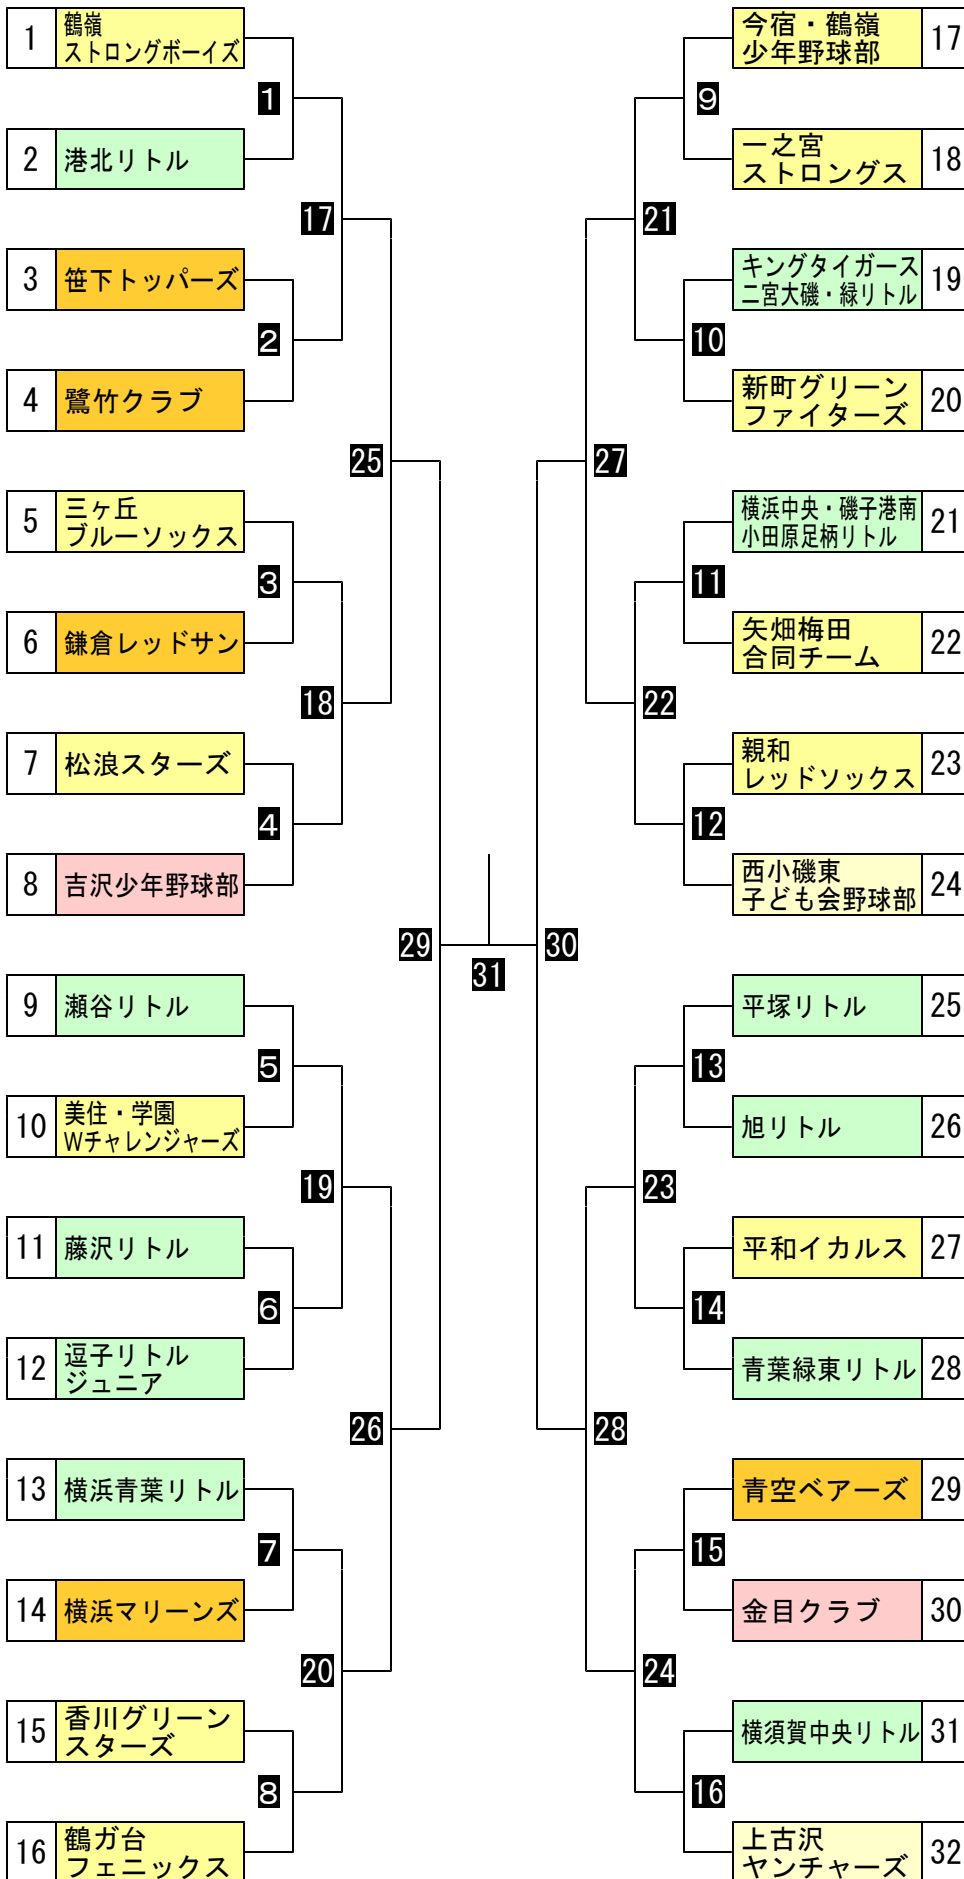 1
鶴嶺
ストロングボーイズ
1
2
港北リトル
17
3
笹下トッパーズ
2
4
鷺竹クラブ
25
5
三ヶ丘
ブルーソックス
3
6
鎌倉レッドサン
18
7
松浪スターズ
4
8
吉沢少年野球部
29
9
瀬谷リトル
5
10
美住・学園
Wチャレンジャーズ
19
11
藤沢リトル
6
12
逗子リトル
ジュニア
26
13
横浜青葉リトル
7
14
横浜マリーンズ
20
15
香川グリーン
スターズ
8
16
鶴ガ台
フェニックス
31
今宿・鶴嶺
少年野球部
17
9
一之宮
ストロングス
18
21
キングタイガース
二宮大磯・緑リトル
19
10
新町グリーン
ファイターズ
20
27
横浜中央・磯子港南
小田原足柄リトル
21
11
矢畑梅田
合同チーム
22
22
親和
レッドソックス
23
12
西小磯東
子ども会野球部
24
30
平塚リトル
25
13
旭リトル
26
23
平和イカルス
27
14
青葉緑東リトル
28
28
青空ベアーズ
29
15
金目クラブ
30
24
横須賀中央リトル
31
16
上古沢
ヤンチャーズ
32